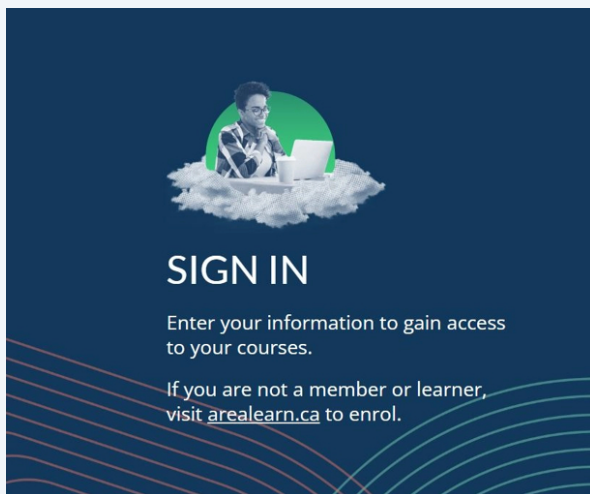 SIGN IN
Enter your information to gain access
to your courses.
If you are not a member or learner,
visit arealearn.ca to enrol.